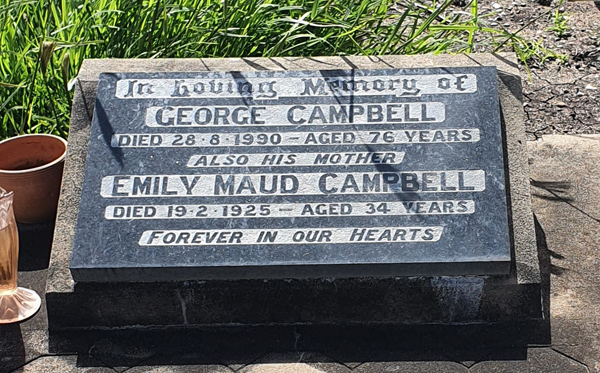 In Loving Memory of
GEORGE CAMPBELL
DIED 28-8-1990 - AGED 76 YEARS
ALSO HIS MOTHER
EMILY MAUD CAMPBELL
DIED 19-2-1925 - AGED 34 YEARS
FOREVER IN OUR HEARTS